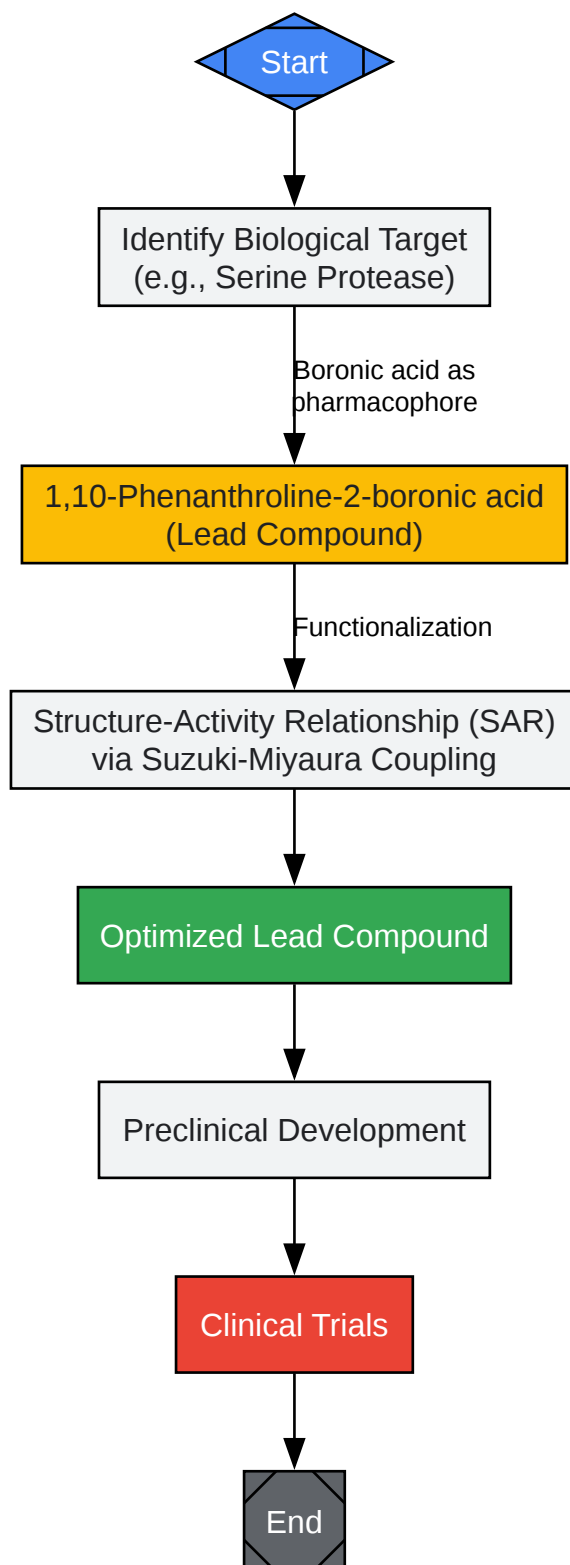 Start
Identify Biological Target
(e.g., Serine Protease)
Boronic acid as
pharmacophore
1,10-Phenanthroline-2-boronic acid
(Lead Compound)
Functionalization
Structure-Activity Relationship (SAR)
via Suzuki-Miyaura Coupling
Optimized Lead Compound
Preclinical Development
Clinical Trials
End